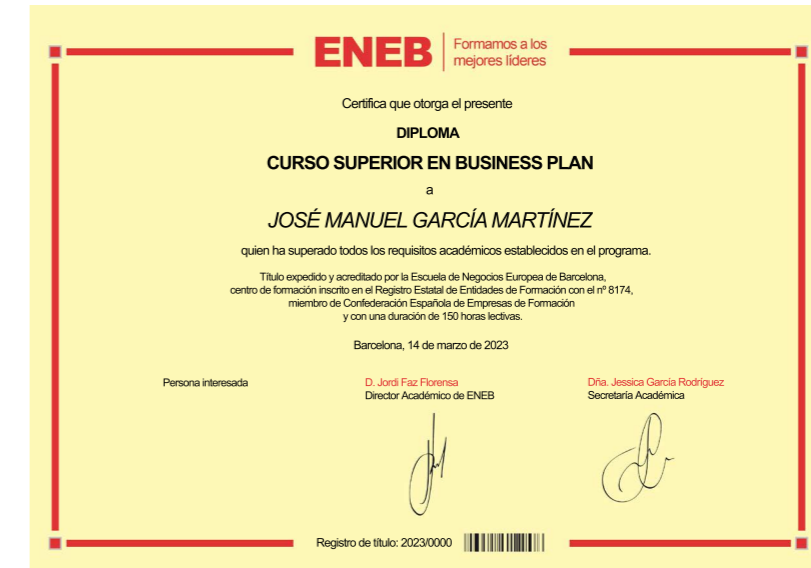 ENEB
Formamos a los
mejores líderes
Certifica que otorga el presente
DIPLOMA
CURSO SUPERIOR EN BUSINESS PLAN
a
JOSÉ MANUEL GARCÍA MARTÍNEZ
quien ha superado todos los requisitos académicos establecidos en el programa.
Título expedido y acreditado por la Escuela de Negocios Europea de Barcelona,
centro de formación inscrito en el Registro Estatal de Entidades de Formación con el nº 8174,
miembro de Confederación Española de Empresas de Formación
y con una duración de 150 horas lectivas.
Barcelona, 14 de marzo de 2023
Persona interesada
D. Jordi Faz Florensa
Director Académico de ENEB
Dña. Jessica García Rodríguez
Secretaría Académica
Registro de título: 2023/0000